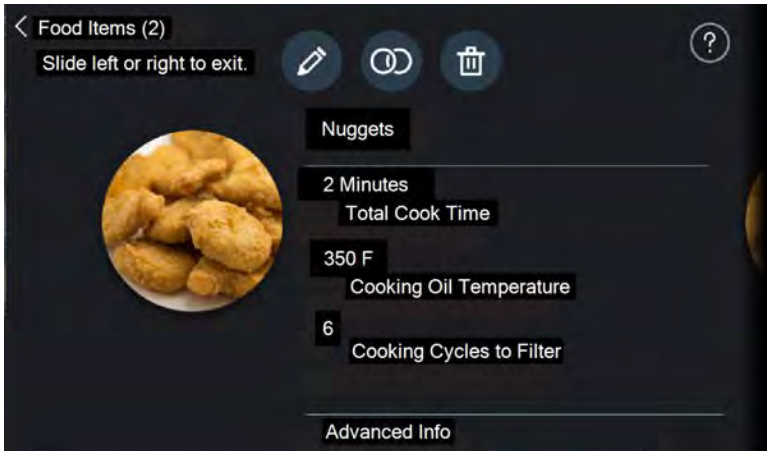 Food Items (2)
Slide left or right to exit.
?
Nuggets
2 Minutes
Total Cook Time
350 F
Cooking Oil Temperature
6
Cooking Cycles to Filter
Advanced Info